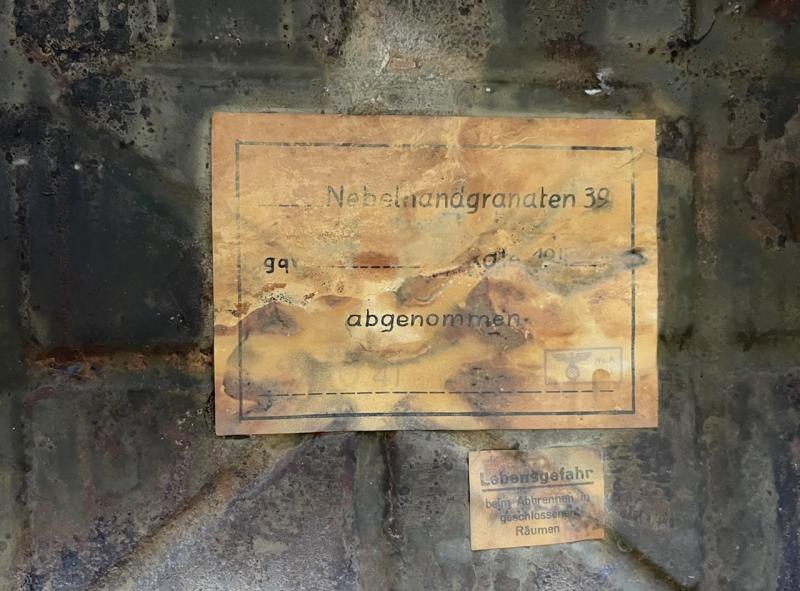 Nebelhandgranaten 39
abgenommen
Lebensgefahr
beim Abbrennen in
geschlossenen
Räumen